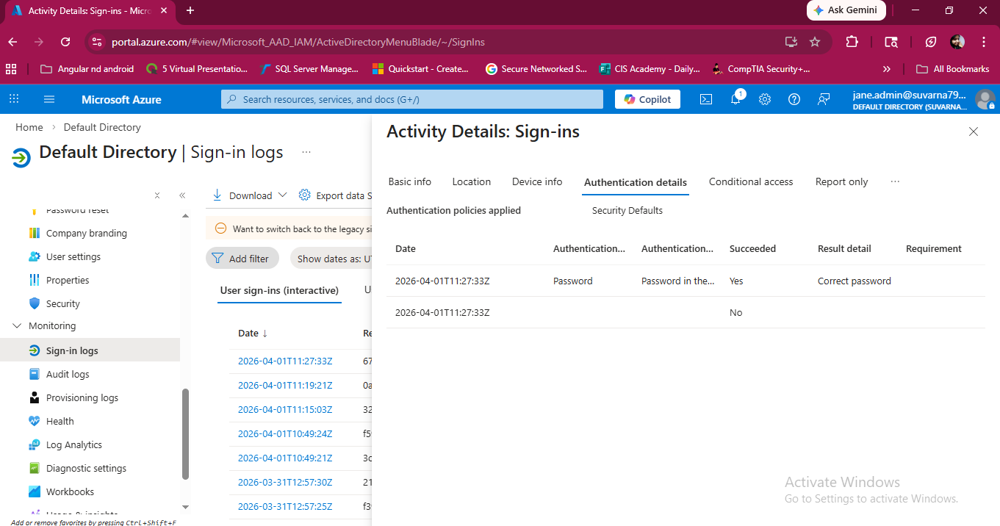 Activity Details: Sign-ins - Micro
Ask Gemini
portal.azure.com/#view/Microsoft_AAD_IAM/ActiveDirectoryMenuBlade/~/SignIns
Angular nd android
5 Virtual Presentatio...
SQL Server Manage...
Quickstart - Create...
Secure Networked S...
CIS Academy - Daily...
CompTIA Security+...
All Bookmarks
Microsoft Azure
Search resources, services, and docs (G+/)
Copilot
1
jane.admin@suvarna79...
DEFAULT DIRECTORY (SUVARNA...
Home > Default Directory
Default Directory | Sign-in logs ...
Password reset
Company branding
User settings
Properties
Security
Monitoring
Sign-in logs
Audit logs
Provisioning logs
Health
Log Analytics
Diagnostic settings
Workbooks
Usage & insights
Add or remove favorites by pressing Ctrl+Shift+F
Download
Export data S
Want to switch back to the legacy si
Add filter
Show dates as: U
User sign-ins (interactive)
U
Date ↓ Re
2026-04-01T11:27:33Z 67
2026-04-01T11:19:21Z 0a
2026-04-01T11:15:03Z 32
2026-04-01T10:49:24Z f5
2026-04-01T10:49:21Z 3c
2026-03-31T12:57:30Z 21
2026-03-31T12:57:25Z f3
Activity Details: Sign-ins
Basic info Location Device info Authentication details Conditional access Report only ...
Authentication policies applied Security Defaults
Date Authentication... Authentication... Succeeded Result detail Requirement
2026-04-01T11:27:33Z Password Password in the... Yes Correct password
2026-04-01T11:27:33Z No
Activate Windows
Go to Settings to activate Windows.